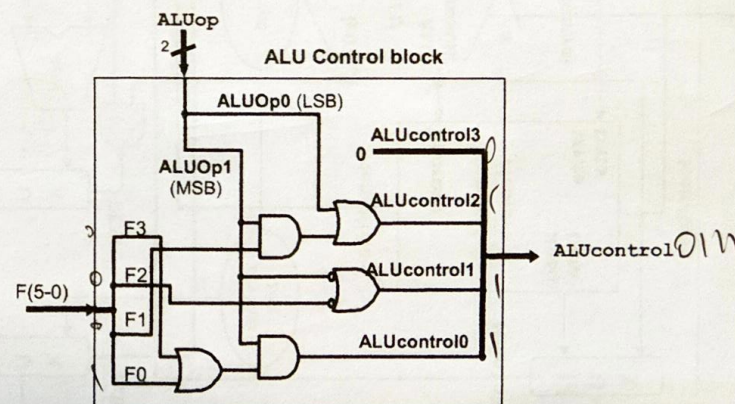 ALUop
2
ALU Control block
ALUOp0 (LSB)
ALUcontrol3
0
ALUOp1
(MSB)
ALUcontrol2
F3
ALUcontrol
F2
ALUcontrol1
F(5-0)
F1
ALUcontrol0
F0